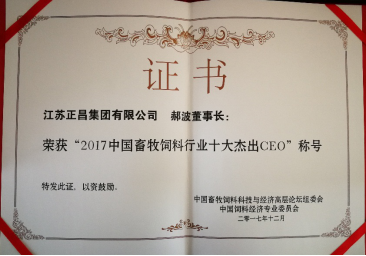 证书
江苏正昌集团有限公司 郝波董事长：
荣获“2017中国畜牧饲料行业十大杰出CEO”称号
特发此证，以资鼓励。
中国畜牧饲料科技与经济高层论坛组委会
中国饲料经济专业委员会
二〇一七年十二月